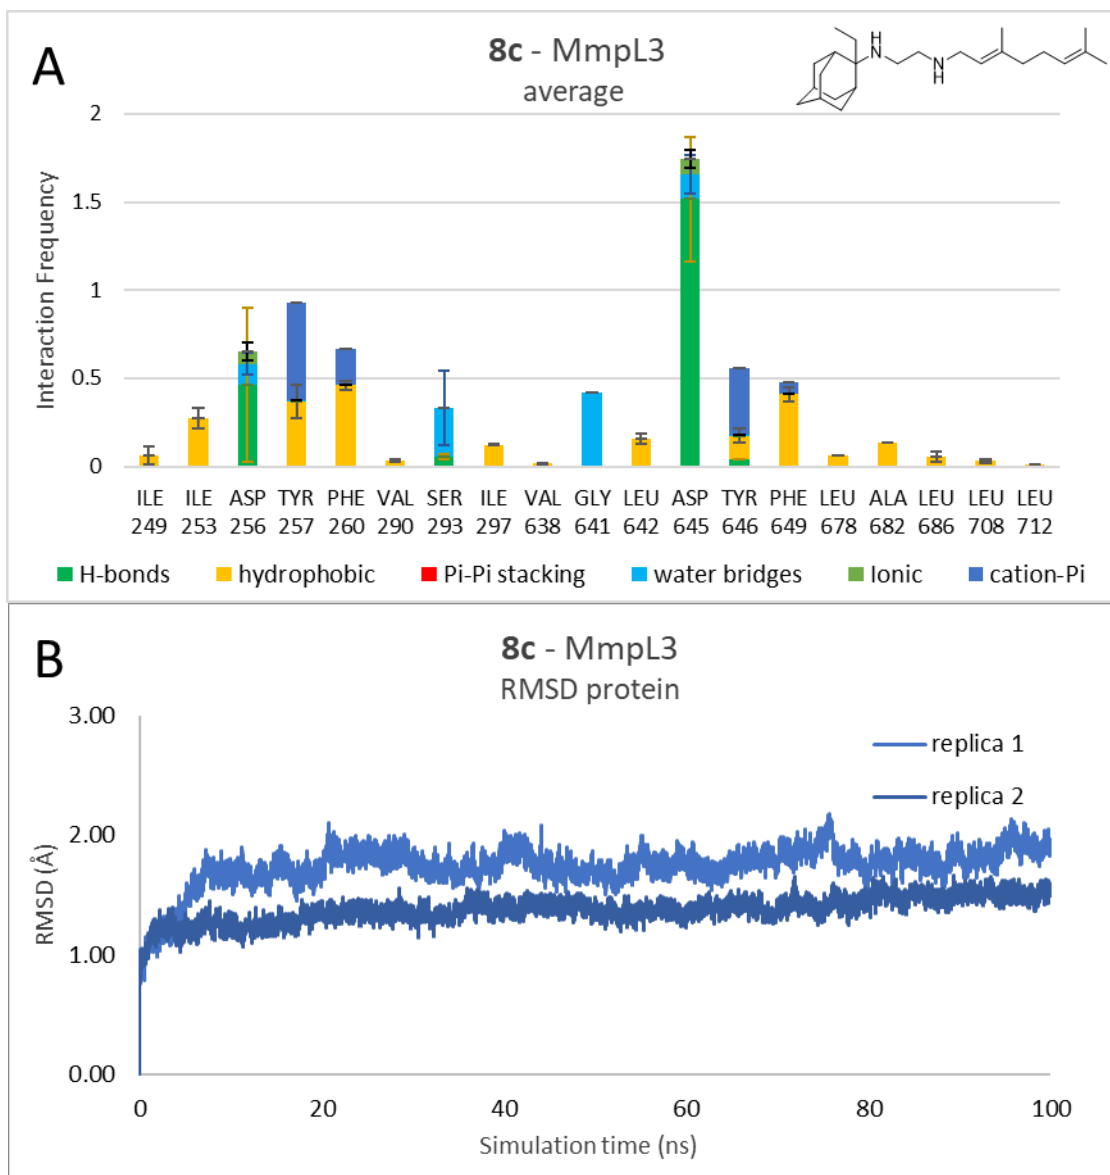 A
8c - MmpL3
average
H
N
N
H
2
1.5
1
0.5
0
Interaction Frequency
ILE ILE ASP TYR PHE VAL SER ILE VAL GLY LEU ASP TYR PHE LEU ALA LEU LEU LEU
249 253 256 257 260 290 293 297 638 641 642 645 646 649 678 682 686 708 712
H-bonds hydrophobic Pi-Pi stacking water bridges Ionic cation-Pi
B
8c - MmpL3
RMSD protein
3.00
replica 1
replica 2
2.00
1.00
0.00
RMSD (Å)
0 20 40 60 80 100
Simulation time (ns)